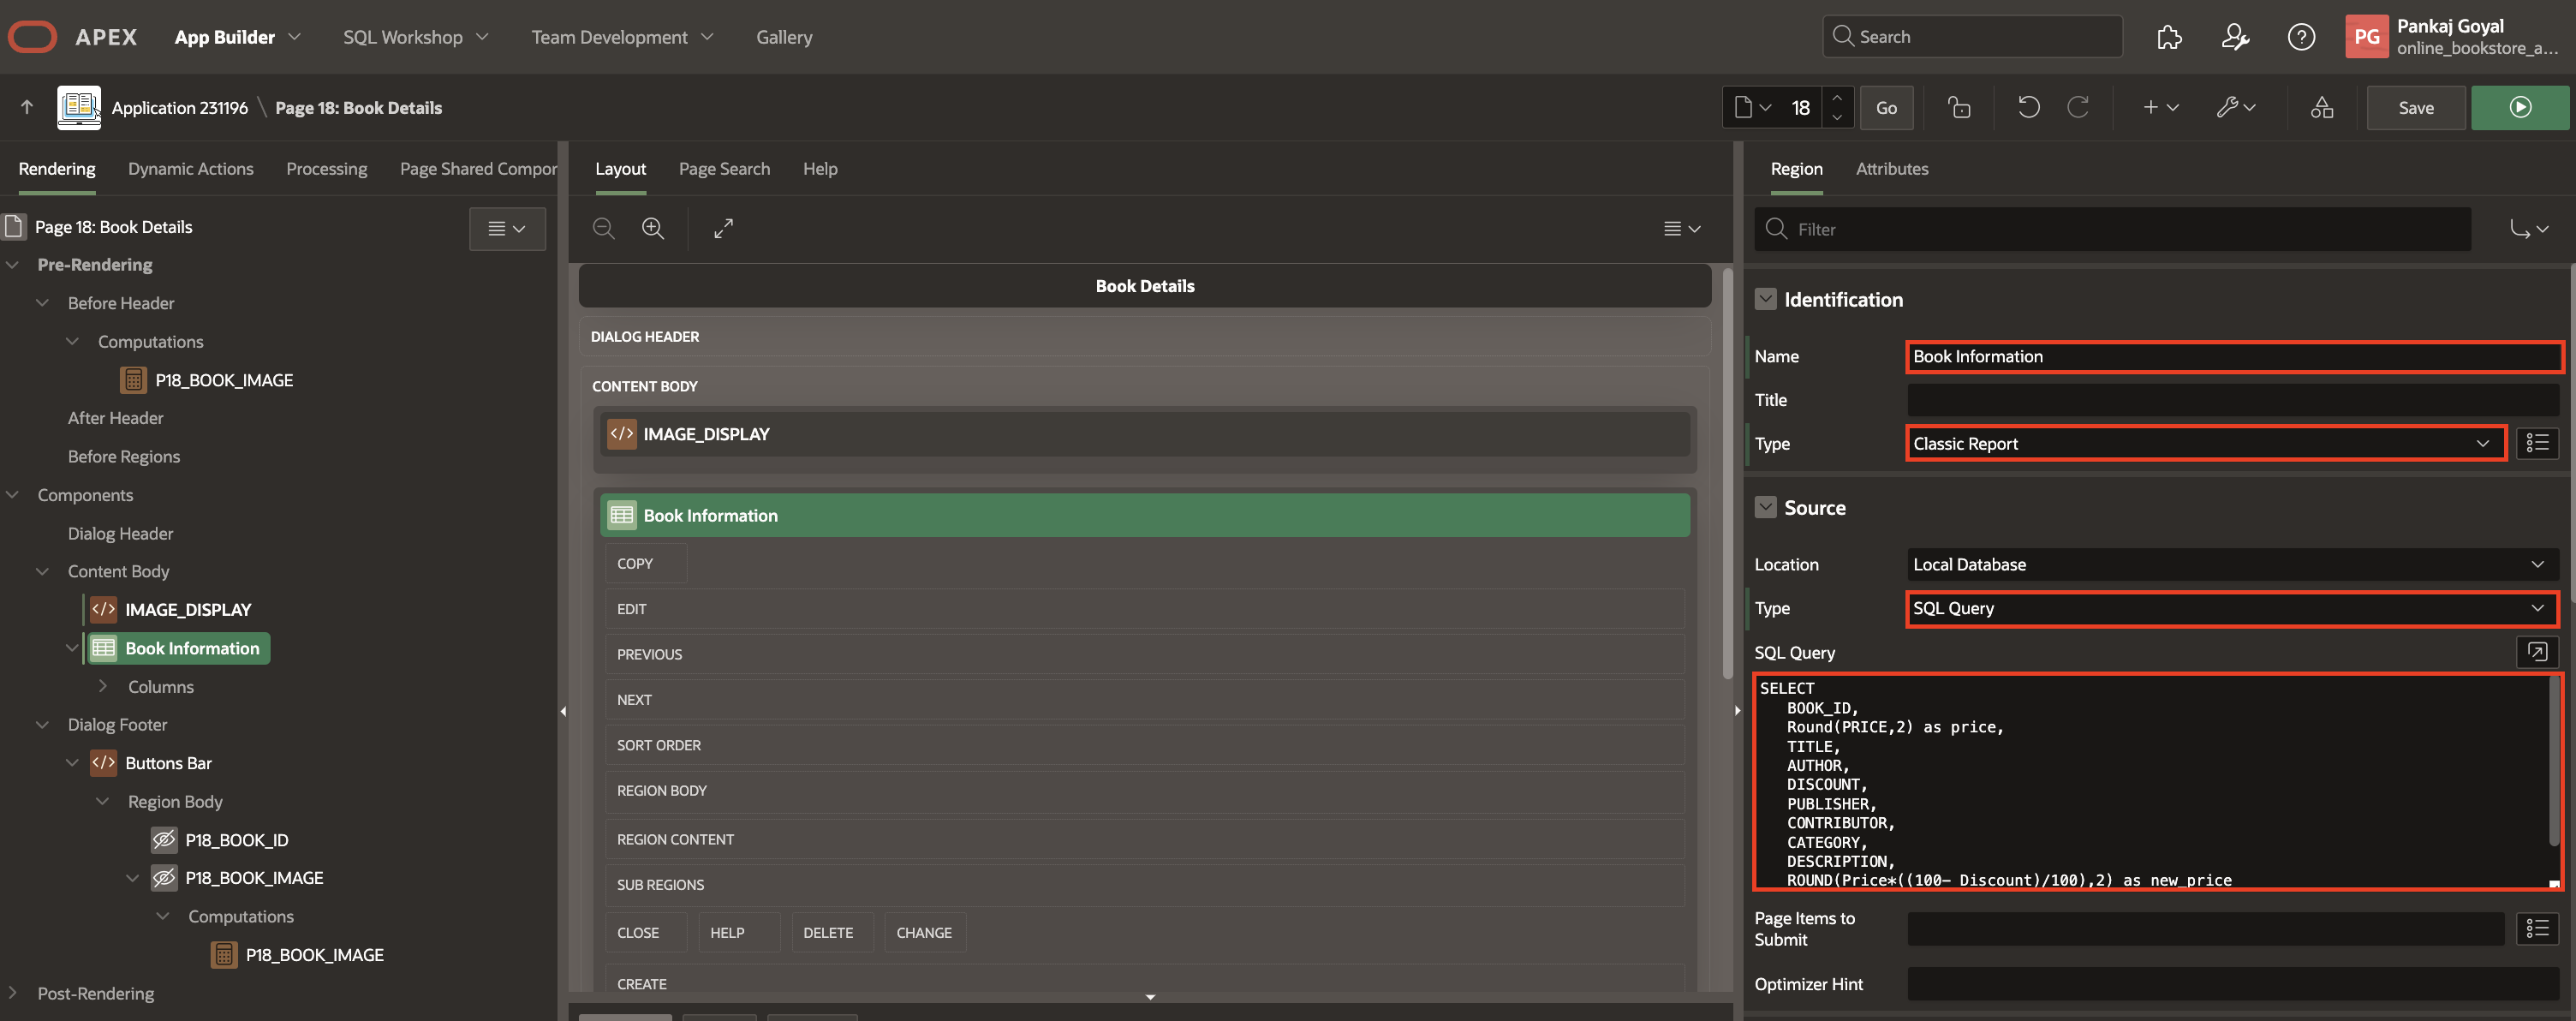 APEX App Builder SQL Workshop Team Development Gallery Search PG Pankaj Goyal
online_bookstore_a...
Application 231196 \ Page 18: Book Details 18 Go Save
Rendering Dynamic Actions Processing Page Shared Compor
Page 18: Book Details
Pre-Rendering
Before Header
Computations
P18_BOOK_IMAGE
After Header
Before Regions
Components
Dialog Header
Content Body
IMAGE_DISPLAY
Book Information
Columns
Dialog Footer
Buttons Bar
Region Body
P18_BOOK_ID
P18_BOOK_IMAGE
Computations
P18_BOOK_IMAGE
Post-Rendering
Layout Page Search Help
Book Details
DIALOG HEADER
CONTENT BODY
IMAGE_DISPLAY
Book Information
COPY
EDIT
PREVIOUS
NEXT
SORT ORDER
REGION BODY
REGION CONTENT
SUB REGIONS
CLOSE HELP DELETE CHANGE
CREATE
Region Attributes
Filter
Identification
Name Book Information
Title
Type Classic Report
Source
Location Local Database
Type SQL Query
SQL Query
SELECT
BOOK_ID,
Round(PRICE,2) as price,
TITLE,
AUTHOR,
DISCOUNT,
PUBLISHER,
CONTRIBUTOR,
CATEGORY,
DESCRIPTION,
ROUND(Price*((100- Discount)/100),2) as new_price
Page Items to
Submit
Optimizer Hint